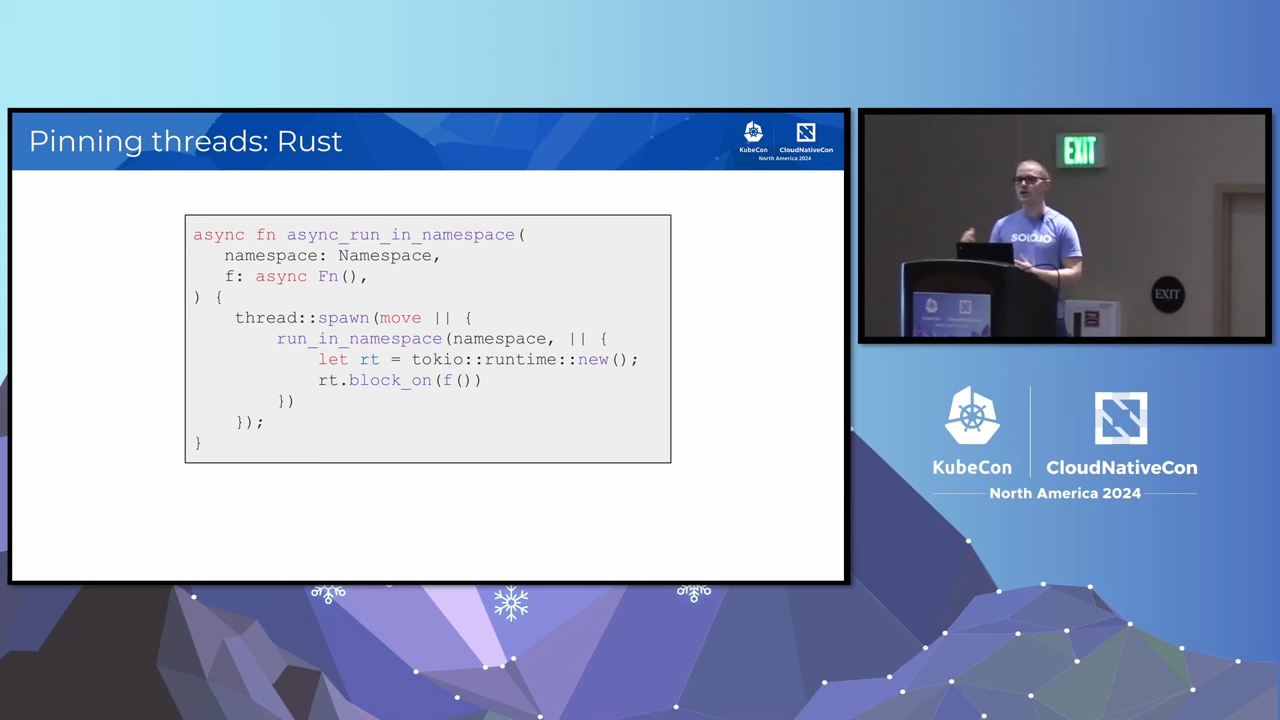 Pinning threads: Rust
KubeCon
CloudNativeCon
North America 2024
async fn async_run_in_namespace(
namespace: Namespace,
f: async Fn(),
) {
thread::spawn(move || {
run_in_namespace(namespace, || {
let rt = tokio::runtime::new();
rt.block_on(f())
})
});
}
EXIT
SOLO.IO
EXIT
KubeCon
CloudNativeCon
North America 2024